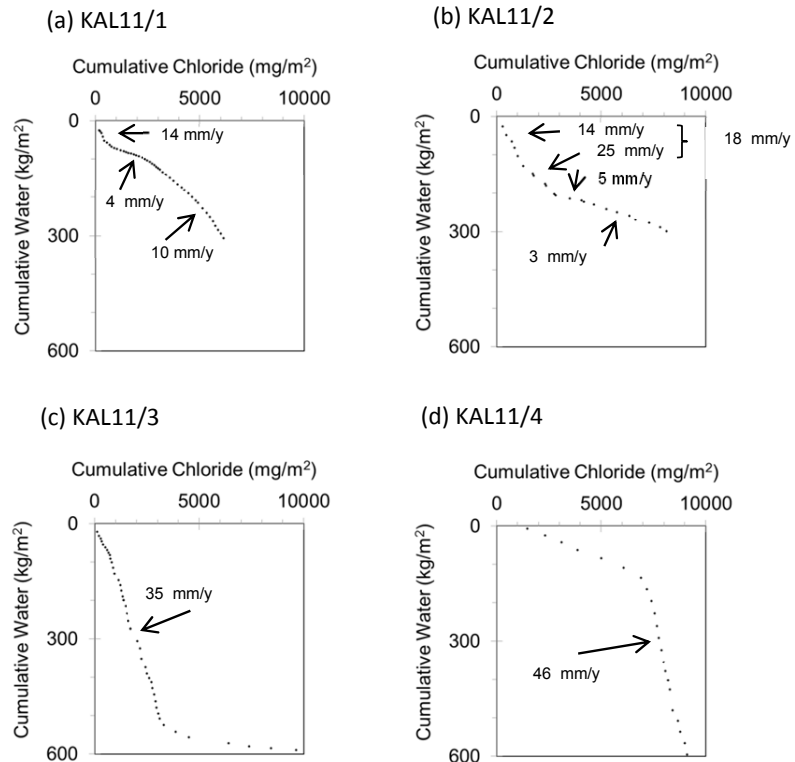 (a) KAL11/1
Cumulative Chloride (mg/m²)
0 5000 10000
Cumulative Water (kg/m²)
0
300
600
14 mm/y
4 mm/y
10 mm/y
(b) KAL11/2
Cumulative Chloride (mg/m²)
0 5000 10000
Cumulative Water (kg/m²)
0
300
600
14 mm/y
25 mm/y
18 mm/y
5 mm/y
3 mm/y
(c) KAL11/3
Cumulative Chloride (mg/m²)
0 5000 10000
Cumulative Water (kg/m²)
0
300
600
35 mm/y
(d) KAL11/4
Cumulative Chloride (mg/m²)
0 5000 10000
Cumulative Water (kg/m²)
0
300
600
46 mm/y